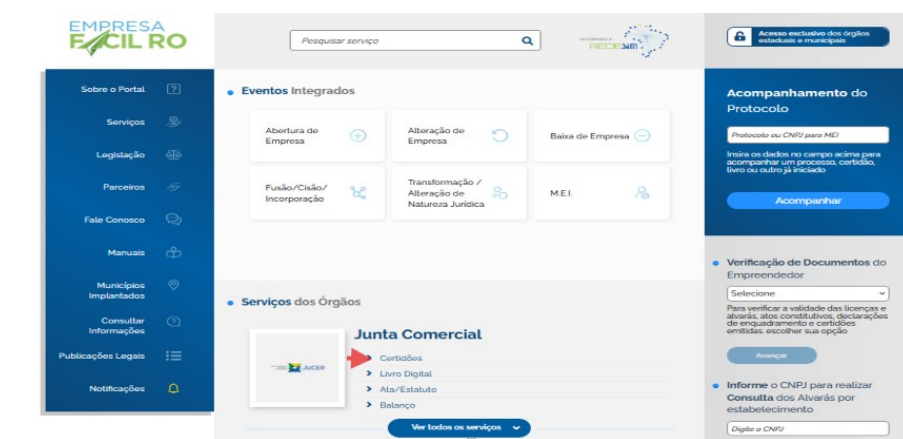 EMPRESA
FÁCIL RO
Pesquisar serviço
REDESIM
Acesso exclusivo dos órgãos
estaduais e municipais
Sobre o Portal
Serviços
Legislação
Parceiros
Fale Conosco
Manuais
Municípios
Implantados
Consultar
Informações
Publicações Legais
Notificações
Eventos Integrados
Abertura de
Empresa
Alteração de
Empresa
Baixa de Empresa
Fusão/Cisão/
Incorporação
Transformação /
Alteração de
Natureza Jurídica
M.E.I.
Serviços dos Órgãos
JUCER
Junta Comercial
Certidões
Livro Digital
Ata/Estatuto
Balanço
Ver todos os serviços
Acompanhamento do
Protocolo
Protocolo ou CNPJ para MEI
Insira os dados no campo acima para
acompanhar um processo, certidão,
livro ou outro já iniciado
Acompanhar
Verificação de Documentos do
Empreendedor
Selecione
Para verificar a validade das licenças e
alvarás, atos constitutivos, declarações
de enquadramento e certidões
emitidas. escolher sua opção
Avançar
Informe o CNPJ para realizar
Consulta dos Alvarás por
estabelecimento
Digite o CNPJ